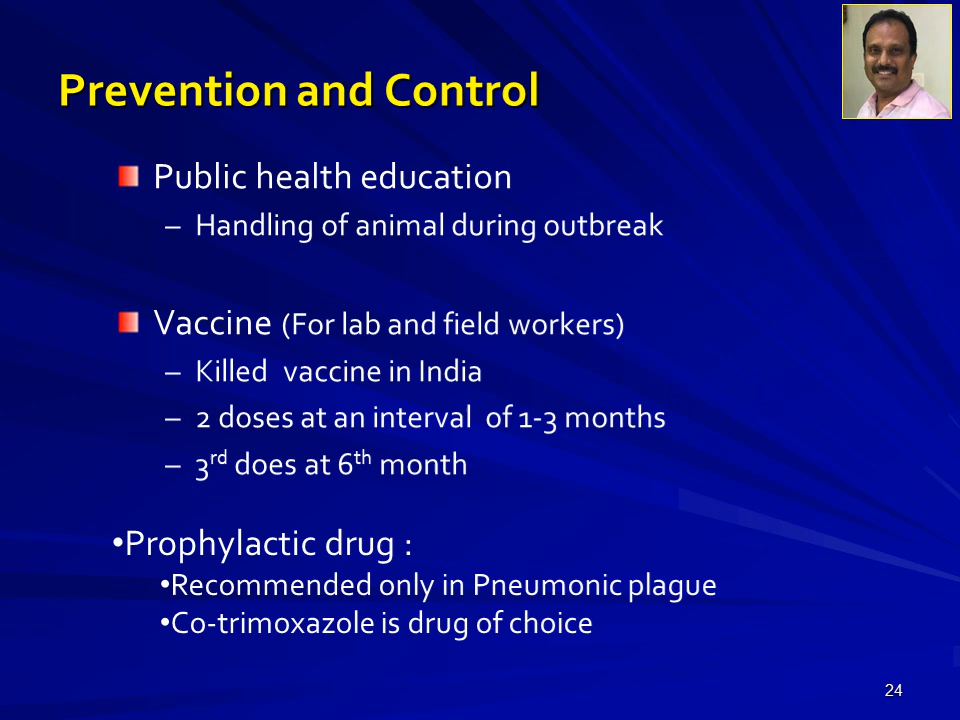 Prevention and Control
Public health education
– Handling of animal during outbreak
Vaccine (For lab and field workers)
– Killed vaccine in India
– 2 doses at an interval of 1-3 months
– 3rd does at 6th month
•Prophylactic drug :
•Recommended only in Pneumonic plague
•Co-trimoxazole is drug of choice
24